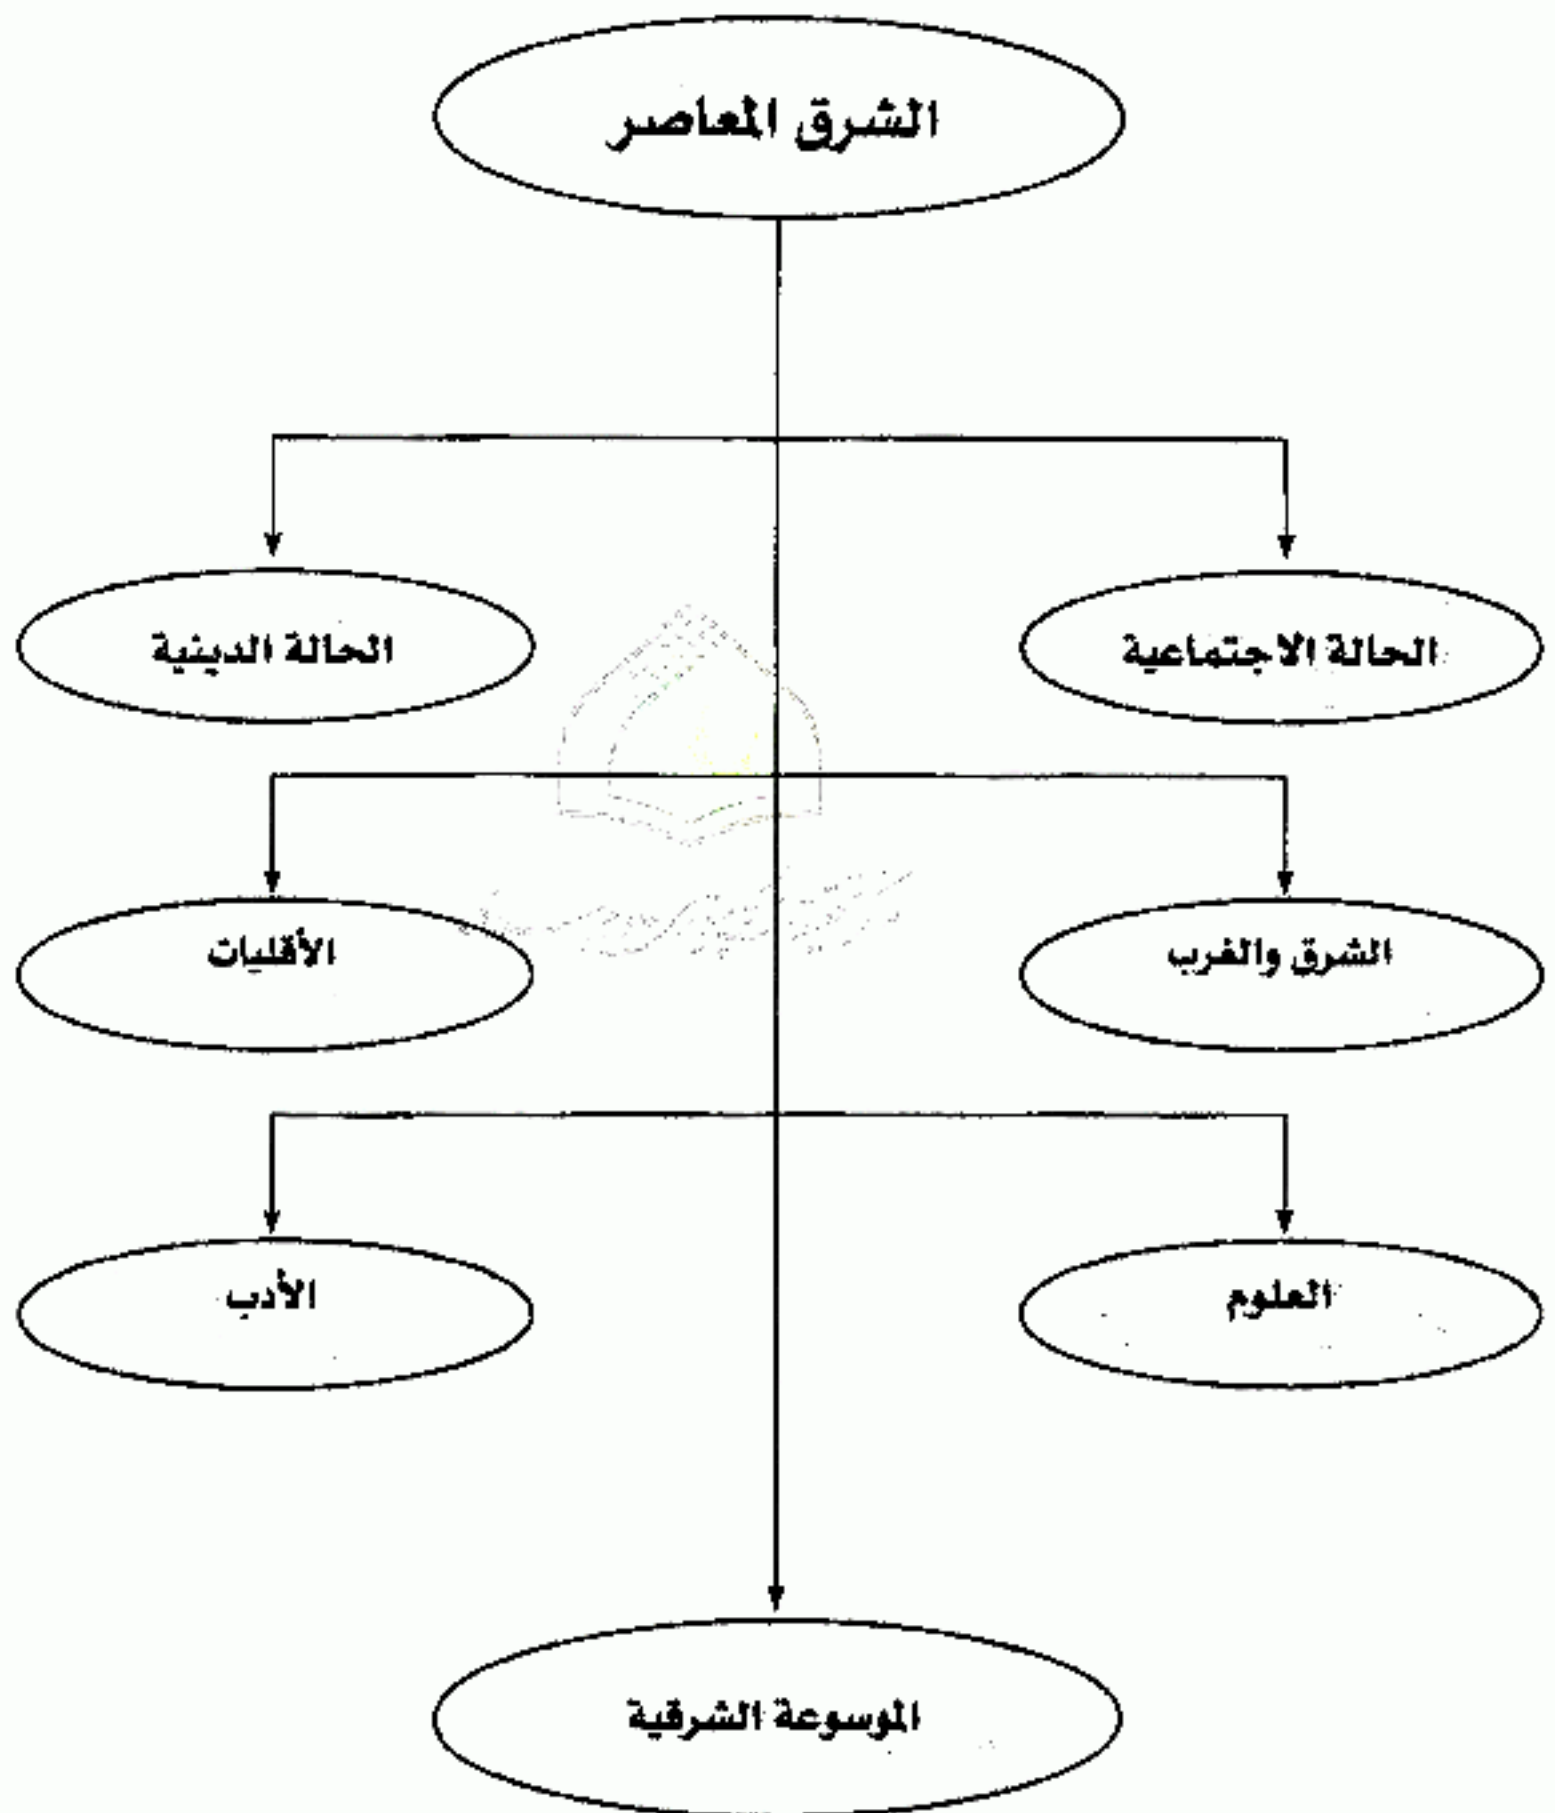 الشرق المعاصر
الحالة الاجتماعية
الحالة الدينية
الشرق والغرب
الأقليات
العلوم
الأدب
الموسوعة الشرقية